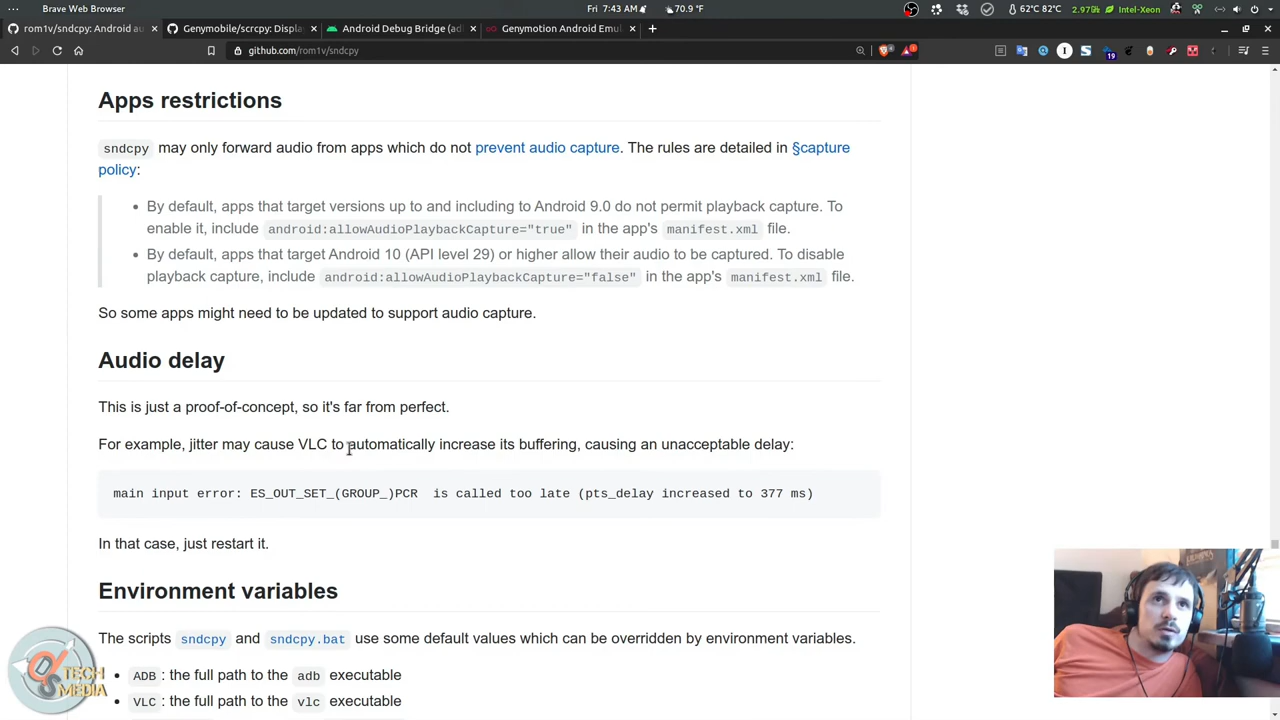 Brave Web Browser
Fri, 7:43 AM
70.9 °F
62°C 82°C
2.97%
Intel-Xeon
rom1v/sndcpy: Android au
Genymobile/scrcpy: Displa
Android Debug Bridge (ad
Genymotion Android Emul
github.com/rom1v/sndcpy
19
Apps restrictions
sndcpy may only forward audio from apps which do not prevent audio capture. The rules are detailed in §capture
policy:
• By default, apps that target versions up to and including to Android 9.0 do not permit playback capture. To
enable it, include android:allowAudioPlaybackCapture="true" in the app's manifest.xml file.
• By default, apps that target Android 10 (API level 29) or higher allow their audio to be captured. To disable
playback capture, include android:allowAudioPlaybackCapture="false" in the app's manifest.xml file.
So some apps might need to be updated to support audio capture.
Audio delay
This is just a proof-of-concept, so it's far from perfect.
For example, jitter may cause VLC to automatically increase its buffering, causing an unacceptable delay:
main input error: ES_OUT_SET_(GROUP_)PCR  is called too late (pts_delay increased to 377 ms)
In that case, just restart it.
Environment variables
The scripts sndcpy and sndcpy.bat use some default values which can be overridden by environment variables.
• ADB : the full path to the adb executable
• VLC : the full path to the vlc executable
TECH
MEDIA